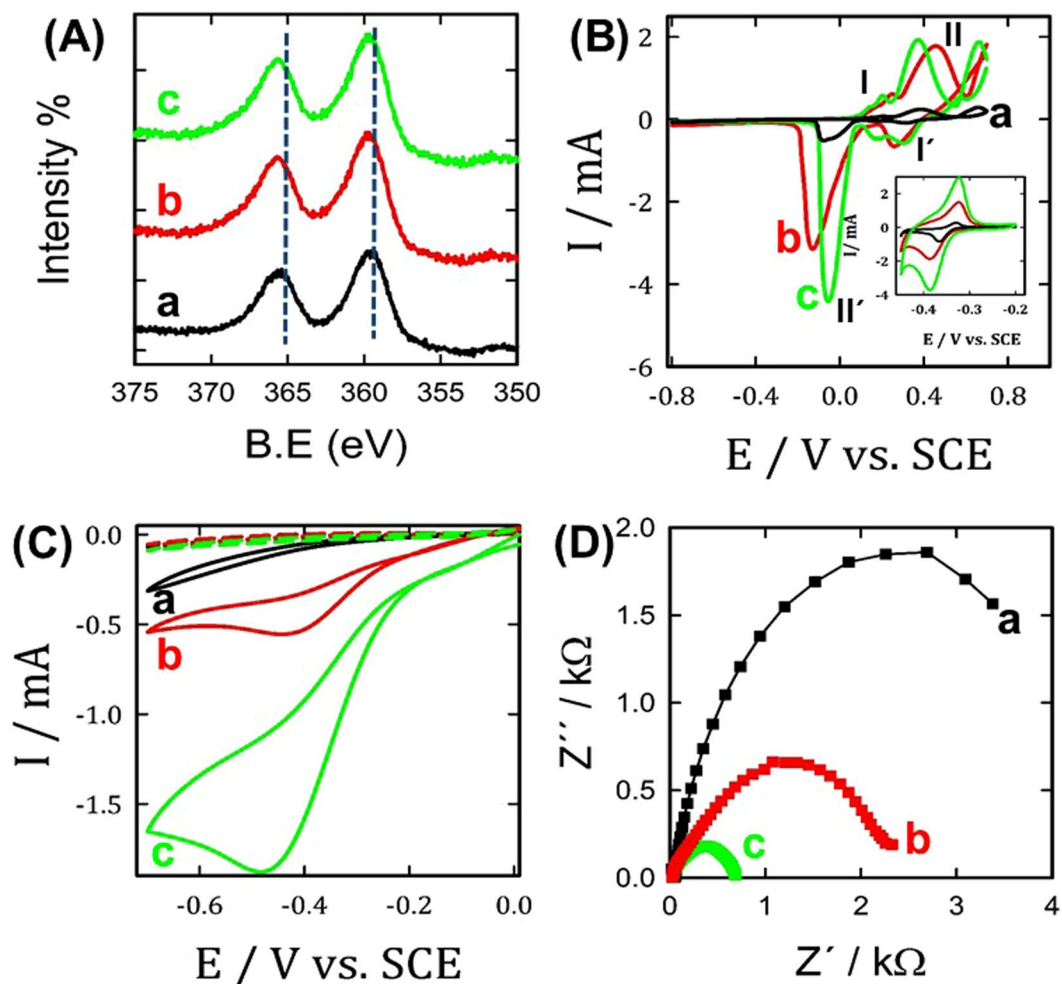 (A)
c
b
a
Intensity %
375 370 365 360 355 350
B.E (eV)
(B)
II
I
a
I´
b
c
II´
2
0
-2
-4
-6
I / mA
-0.8 -0.4 0.0 0.4 0.8
E / V vs. SCE
2
0
-2
-4
I / mA
-0.4 -0.3 -0.2
E / V vs. SCE
(C)
a
b
c
0.0
-0.5
-1.0
-1.5
I / mA
-0.6 -0.4 -0.2 0.0
E / V vs. SCE
(D)
a
b
c
2.0
1.5
1.0
0.5
0.0
Z´´ / kΩ
0 1 2 3 4
Z´ / kΩ